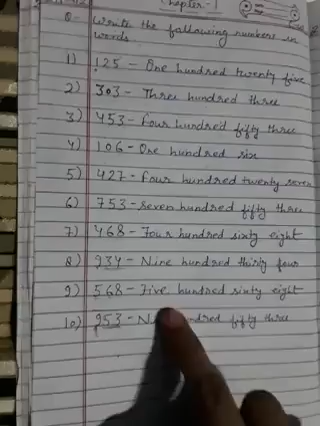 Chapter-1
Q- Write the following numbers in
words.
1) 125 - One hundred twenty five
2) 303 - Three hundred three
3) 453 - Four hundred fifty three
4) 106 - One hundred six
5) 427 - Four hundred twenty seven
6) 753 - Seven hundred fifty three
7) 468 - Four hundred sixty eight
8) 934 - Nine hundred thirty four
9) 568 - Five hundred sixty eight
10) 953 - hundred fifty three